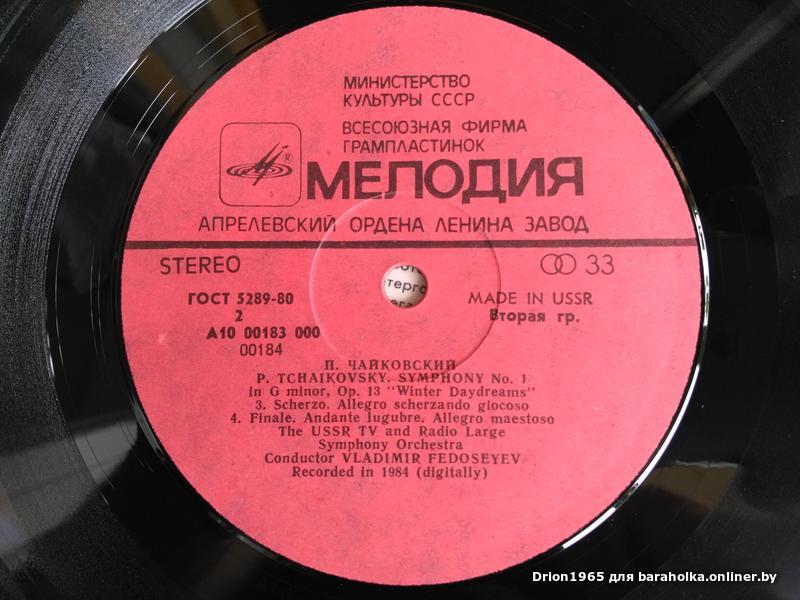 МИНИСТЕРСТВО
КУЛЬТУРЫ СССР
ВСЕСОЮЗНАЯ ФИРМА
ГРАМПЛАСТИНОК
®
МЕЛОДИЯ
АПРЕЛЕВСКИЙ ОРДЕНА ЛЕНИНА ЗАВОД
STEREO
33
ГОСТ 5289-80
MADE IN USSR
2
Вторая гр.
А10 00183 000
00184
П. ЧАЙКОВСКИЙ
P. TCHAIKOVSKY. SYMPHONY No. 1
in G minor, Op. 13 "Winter Daydreams"
3. Scherzo. Allegro scherzando giocoso
4. Finale. Andante lugubre. Allegro maestoso
The USSR TV and Radio Large
Symphony Orchestra
Conductor VLADIMIR FEDOSEYEV
Recorded in 1984 (digitally)
Drion1965 для baraholka.onliner.by